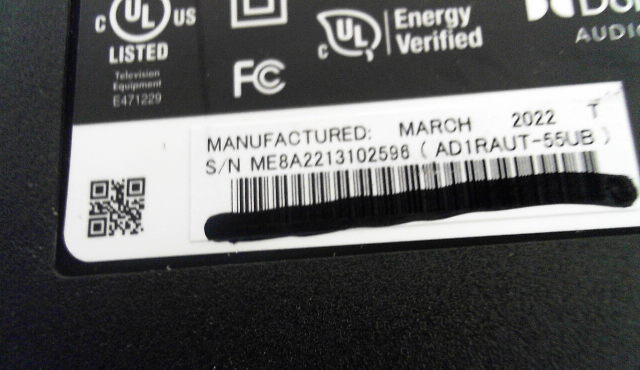 c UL US
LISTED
Television
Equipment
E471229
FC
c UL
Energy
Verified
AUDIO
MANUFACTURED: MARCH 2022 T
S/N ME8A2213102596 ( AD1RAUT-55UB )